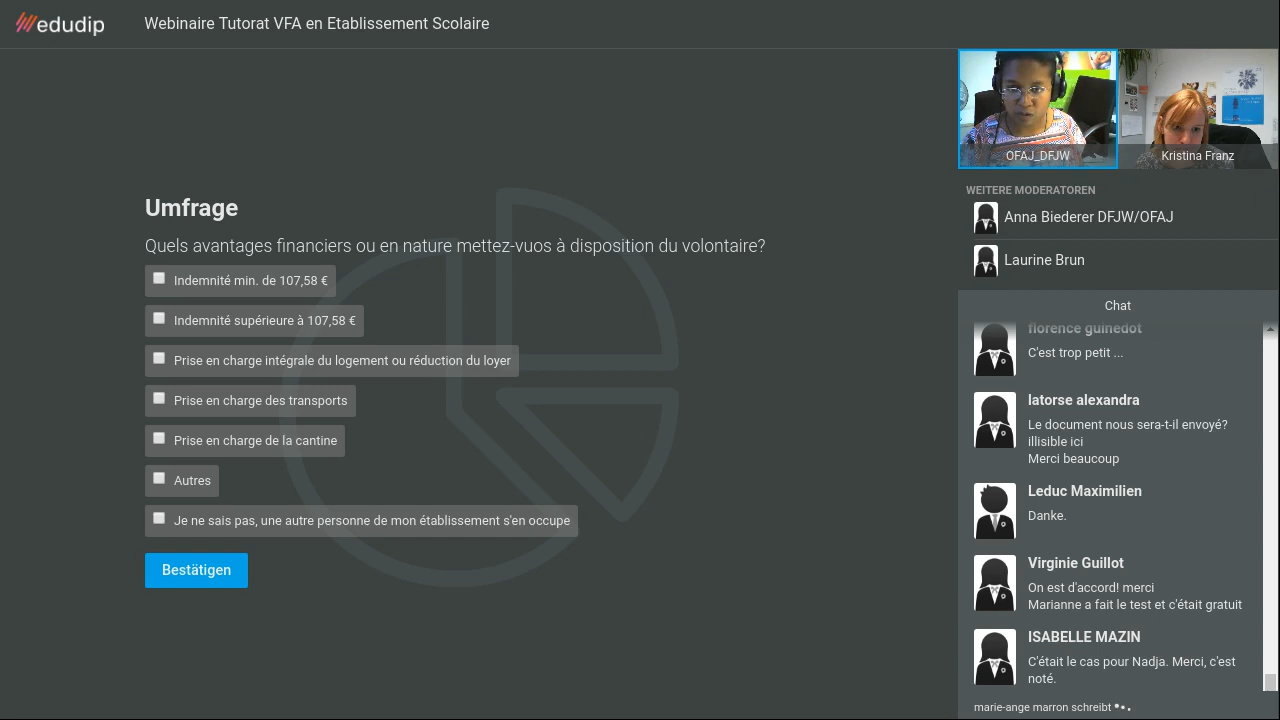 edudip
Webinaire Tutorat VFA en Etablissement Scolaire
OFAJ_DFJW
Kristina Franz
WEITERE MODERATOREN
Anna Biederer DFJW/OFAJ
Laurine Brun
Umfrage
Quels avantages financiers ou en nature mettez-vuos à disposition du volontaire?
Indemnité min. de 107,58 €
Indemnité supérieure à 107,58 €
Prise en charge intégrale du logement ou réduction du loyer
Prise en charge des transports
Prise en charge de la cantine
Autres
Je ne sais pas, une autre personne de mon établissement s'en occupe
Bestätigen
Chat
florence guinedot
C'est trop petit ...
latorse alexandra
Le document nous sera-t-il envoyé?
illisible ici
Merci beaucoup
Leduc Maximilien
Danke.
Virginie Guillot
On est d'accord! merci
Marianne a fait le test et c'était gratuit
ISABELLE MAZIN
C'était le cas pour Nadja. Merci, c'est
noté.
marie-ange marron schreibt